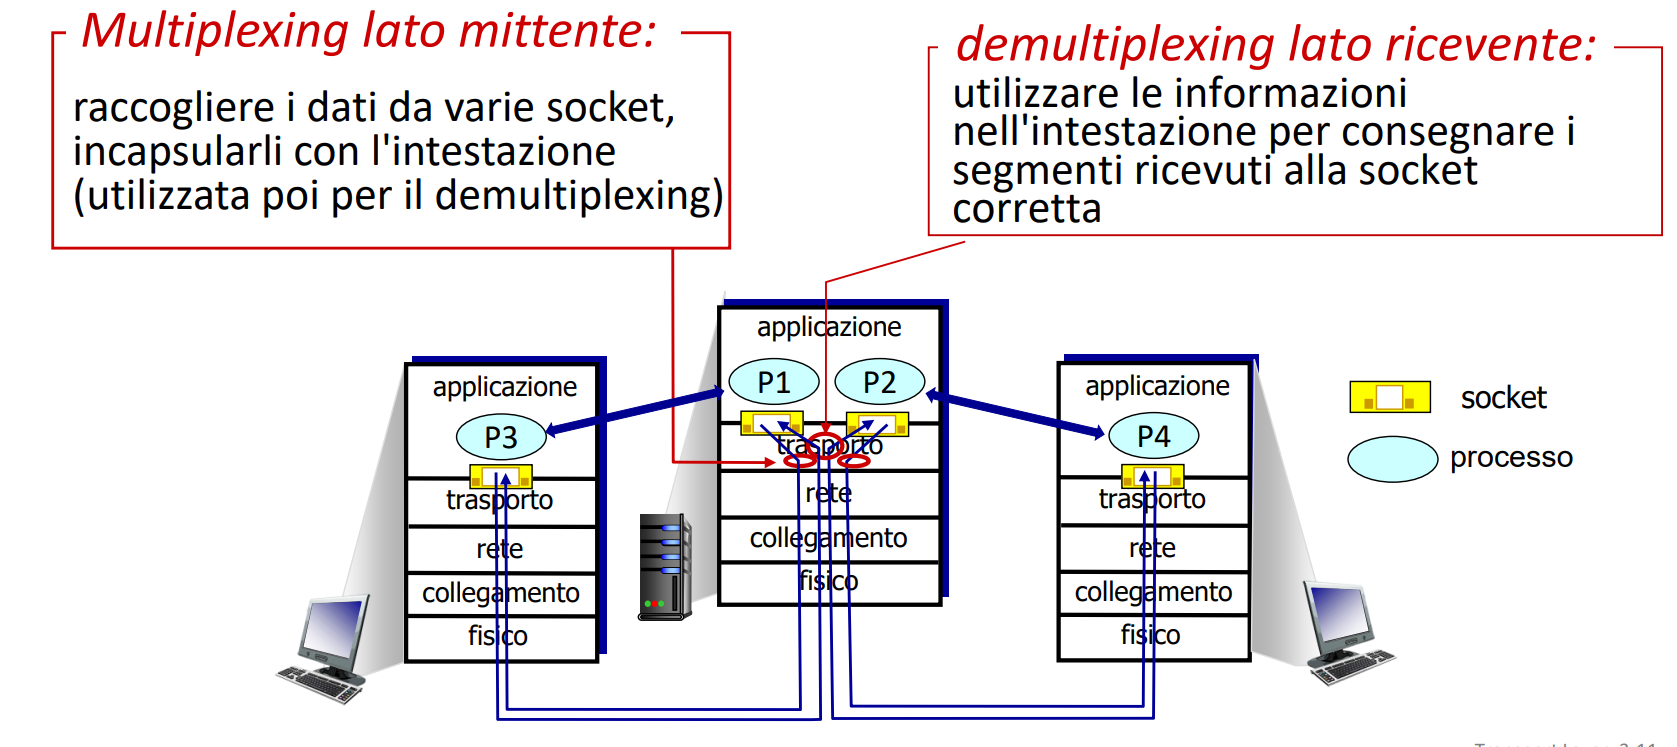 Multiplexing lato mittente:
raccogliere i dati da varie socket,
incapsularli con l'intestazione
(utilizzata poi per il demultiplexing)
demultiplexing lato ricevente:
utilizzare le informazioni
nell'intestazione per consegnare i
segmenti ricevuti alla socket
corretta
applicazione
P3
trasporto
rete
collegamento
fisico
applicazione
P1 P2
trasporto
rete
collegamento
fisico
applicazione
P4
trasporto
rete
collegamento
fisico
socket
processo